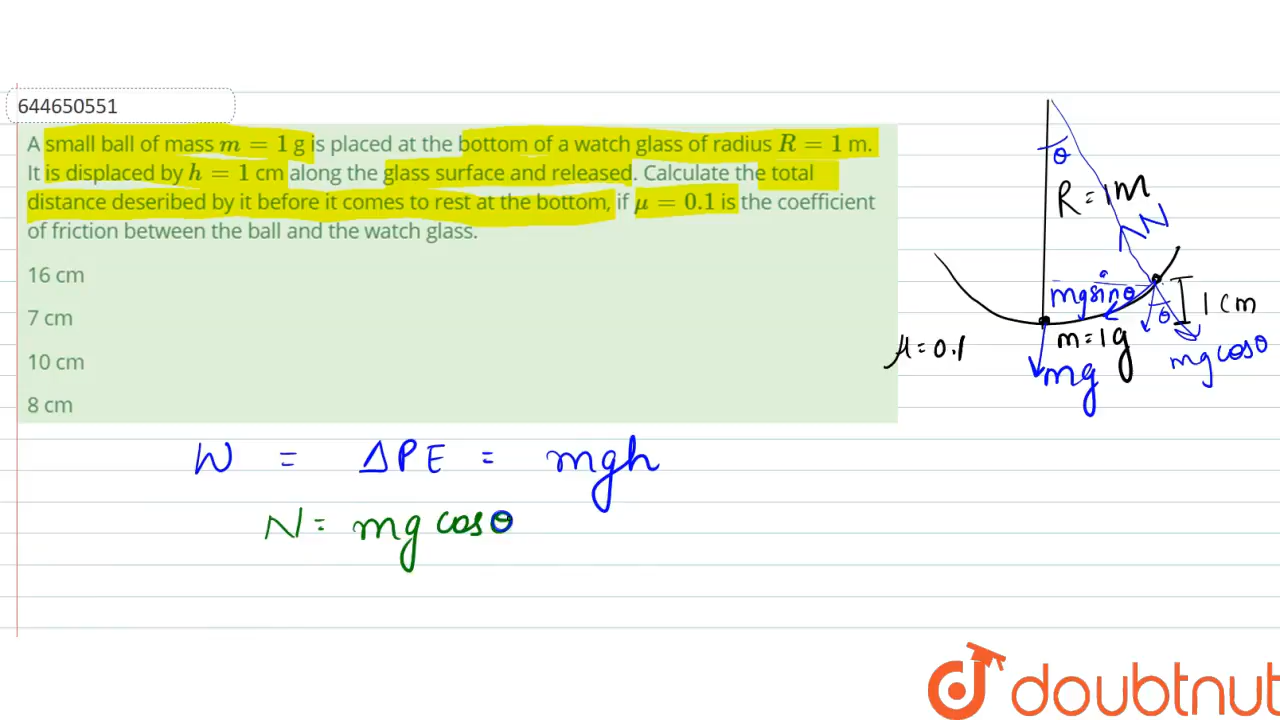 644650551
A small ball of mass m = 1 g is placed at the bottom of a watch glass of radius R = 1 m.
It is displaced by h = 1 cm along the glass surface and released. Calculate the total
distance deseribed by it before it comes to rest at the bottom, if μ = 0.1 is the coefficient
of friction between the ball and the watch glass.
16 cm
7 cm
10 cm
8 cm
θ
R = 1M
N
mg sinθ
θ
1 cm
m=1g
mg cosθ
μ=0.1
mg
W = ΔPE = mgh
N = mg cosθ
doubtnut